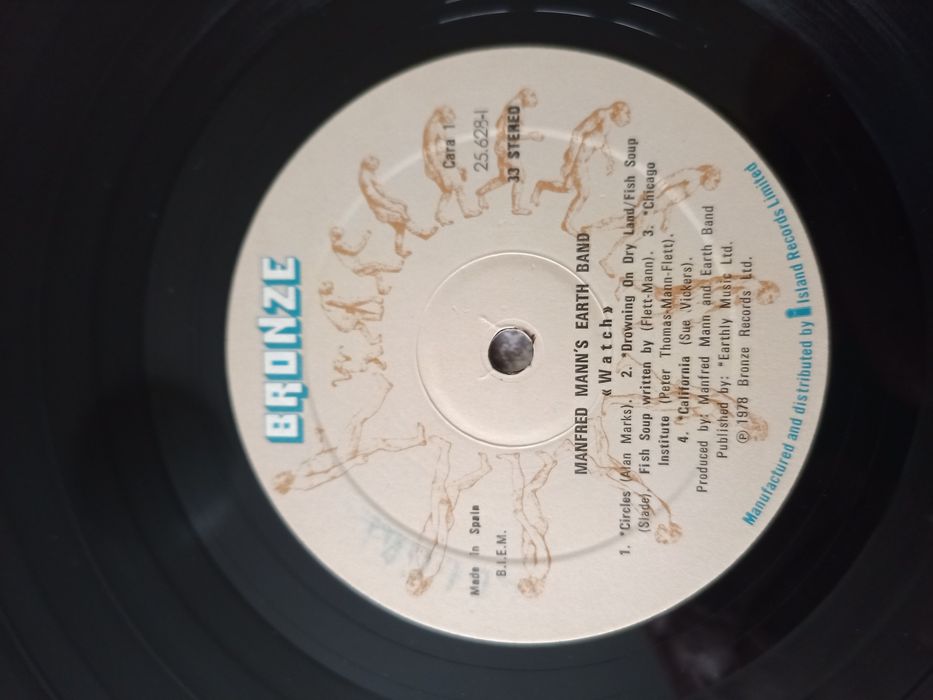 BRONZE
Made in Spain
B.I.E.M.
Cara 1
25.628-I
33 STEREO
MANFRED MANN'S EARTH BAND
«Watch»
1. *Circles (Alan Marks). 2. *Drowning On Dry Land/Fish Soup
(Slade), Fish Soup written by (Flett-Mann). 3. *Chicago
Institute (Peter Thomas-Mann-Flett).
4. *California (Sue Vickers).
Produced by: Manfred Mann and Earth Band
Published by: *Earthly Music Ltd.
℗ 1978 Bronze Records Ltd.
Manufactured and distributed by i Island Records Limited